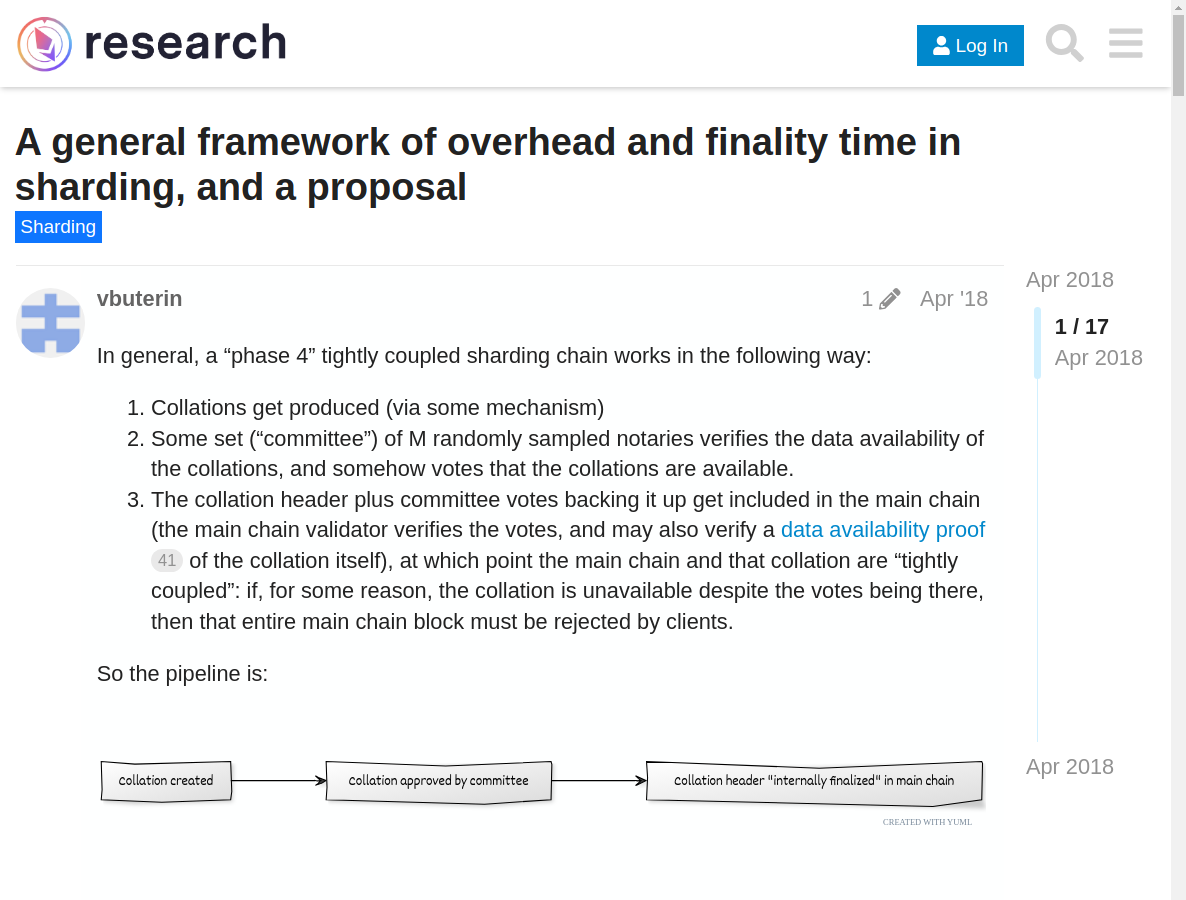 research
Log In
A general framework of overhead and finality time in
sharding, and a proposal
Sharding
vbuterin
1
Apr '18
Apr 2018
1 / 17
Apr 2018
In general, a “phase 4” tightly coupled sharding chain works in the following way:
1. Collations get produced (via some mechanism)
2. Some set (“committee”) of M randomly sampled notaries verifies the data availability of
the collations, and somehow votes that the collations are available.
3. The collation header plus committee votes backing it up get included in the main chain
(the main chain validator verifies the votes, and may also verify a data availability proof
41 of the collation itself), at which point the main chain and that collation are “tightly
coupled”: if, for some reason, the collation is unavailable despite the votes being there,
then that entire main chain block must be rejected by clients.
So the pipeline is:
collation created
collation approved by committee
collation header "internally finalized" in main chain
Apr 2018
CREATED WITH YUML